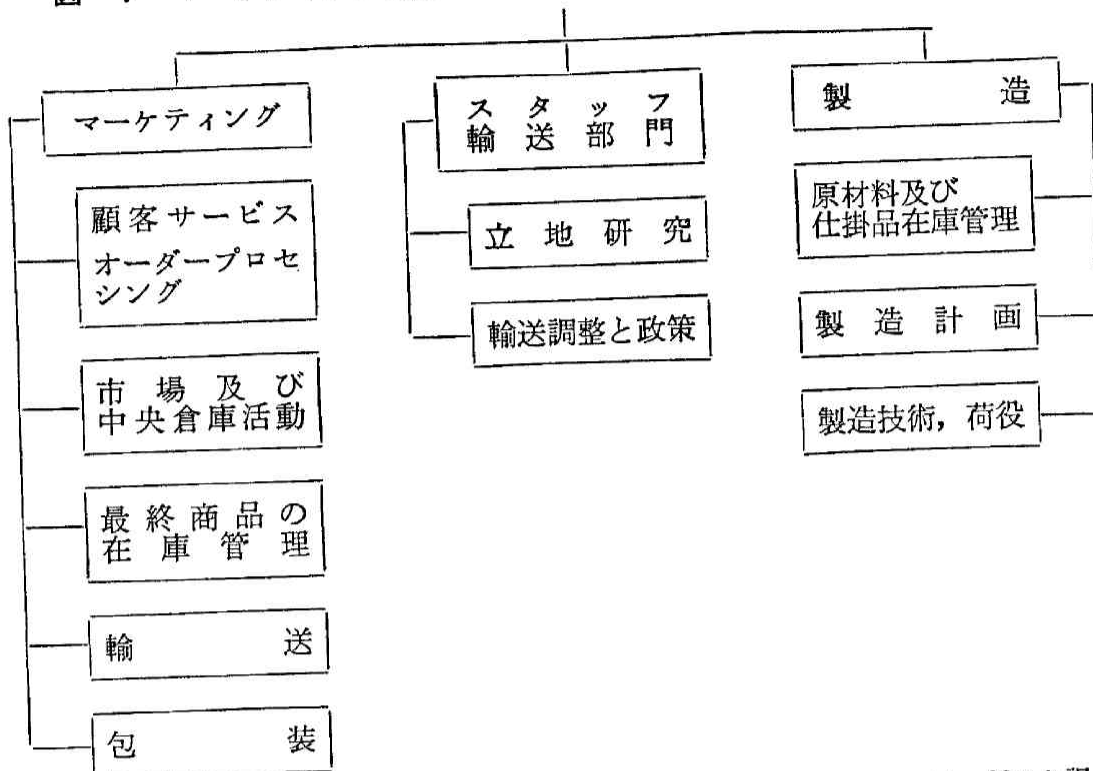 図
マーケティング
顧客サービス
オーダープロセ
シング
市場及び
中央倉庫活動
最終商品の
在庫管理
輸送
包装
スタッフ
輸送部門
立地研究
輸送調整と政策
製造
原材料及び
仕掛品在庫管理
製造計画
製造技術，荷役